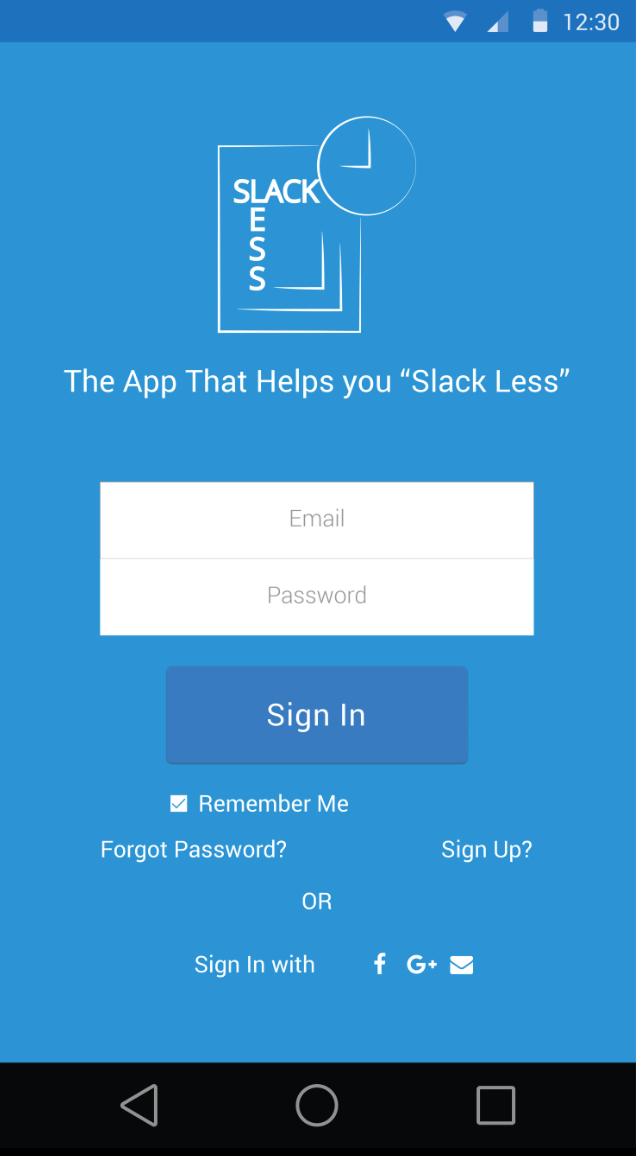 12:30
SLACK
L
E
S
S
The App That Helps you “Slack Less”
Email
Password
Sign In
Remember Me
Forgot Password? Sign Up?
OR
Sign In with f G+